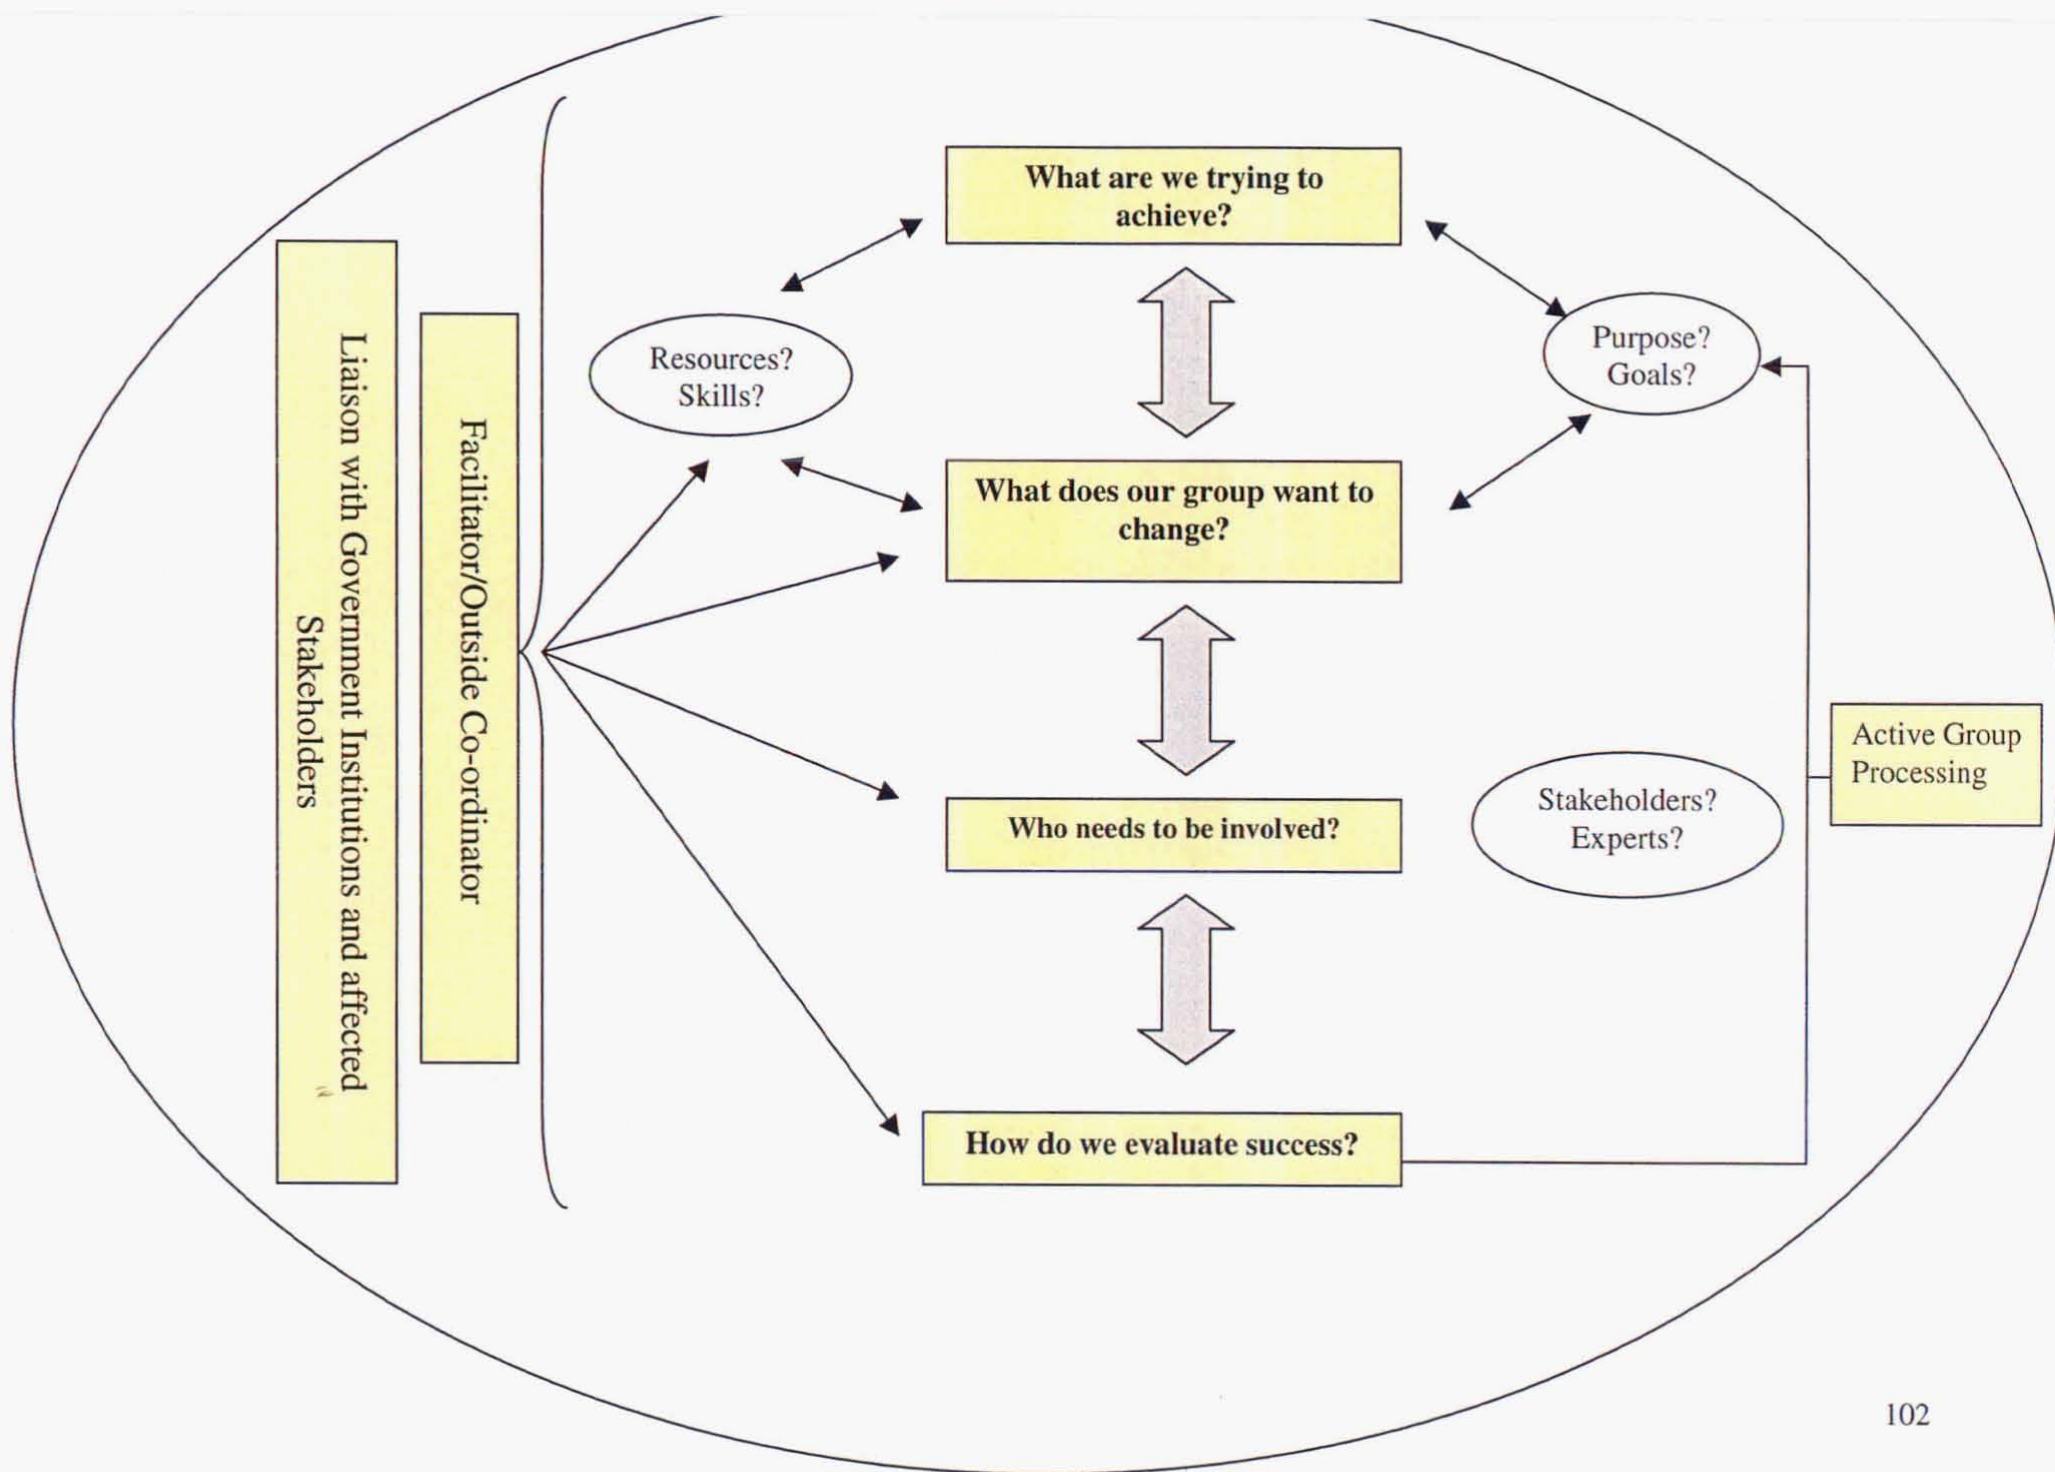 What are we trying to
achieve?
Resources?
Skills?
Purpose?
Goals?
What does our group want to
change?
Liaison with Government Institutions and affected
Stakeholders
Facilitator/Outside Co-ordinator
Who needs to be involved?
Stakeholders?
Experts?
Active Group
Processing
How do we evaluate success?
102